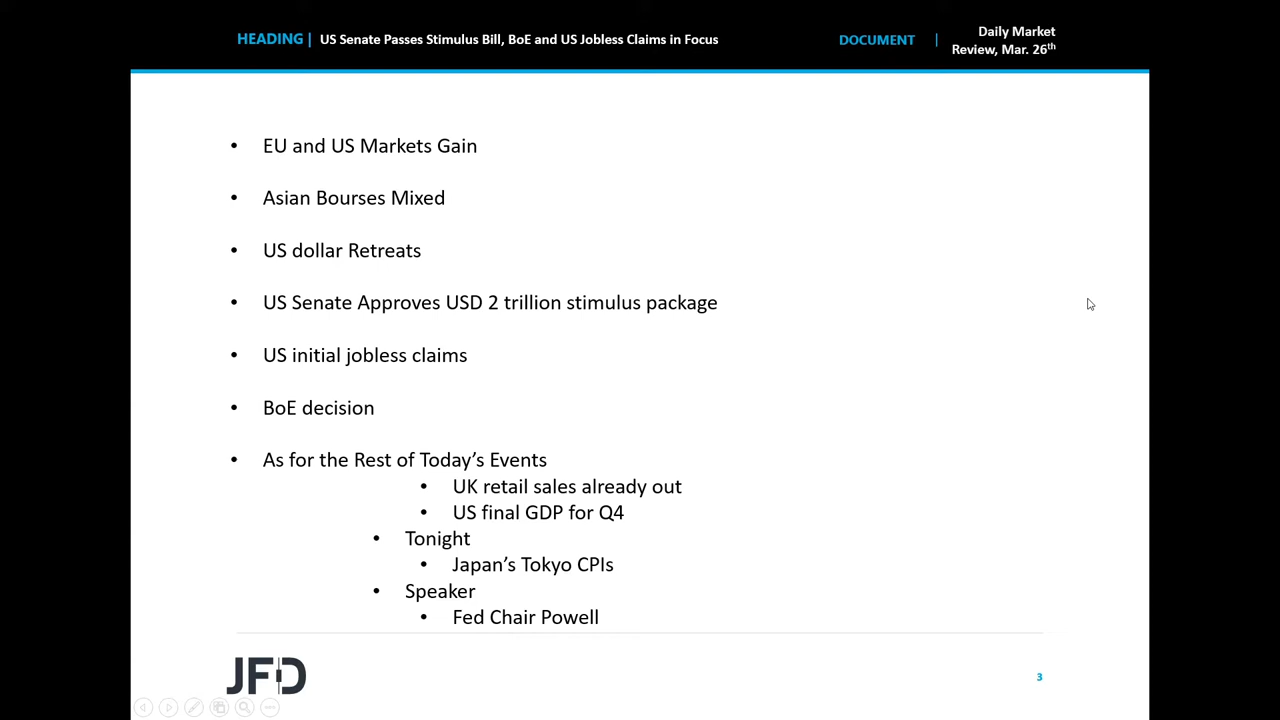 HEADING | US Senate Passes Stimulus Bill, BoE and US Jobless Claims in Focus
DOCUMENT | Daily Market
Review, Mar. 26th
• EU and US Markets Gain
• Asian Bourses Mixed
• US dollar Retreats
• US Senate Approves USD 2 trillion stimulus package
• US initial jobless claims
• BoE decision
• As for the Rest of Today’s Events
• UK retail sales already out
• US final GDP for Q4
• Tonight
• Japan’s Tokyo CPIs
• Speaker
• Fed Chair Powell
JFD
3